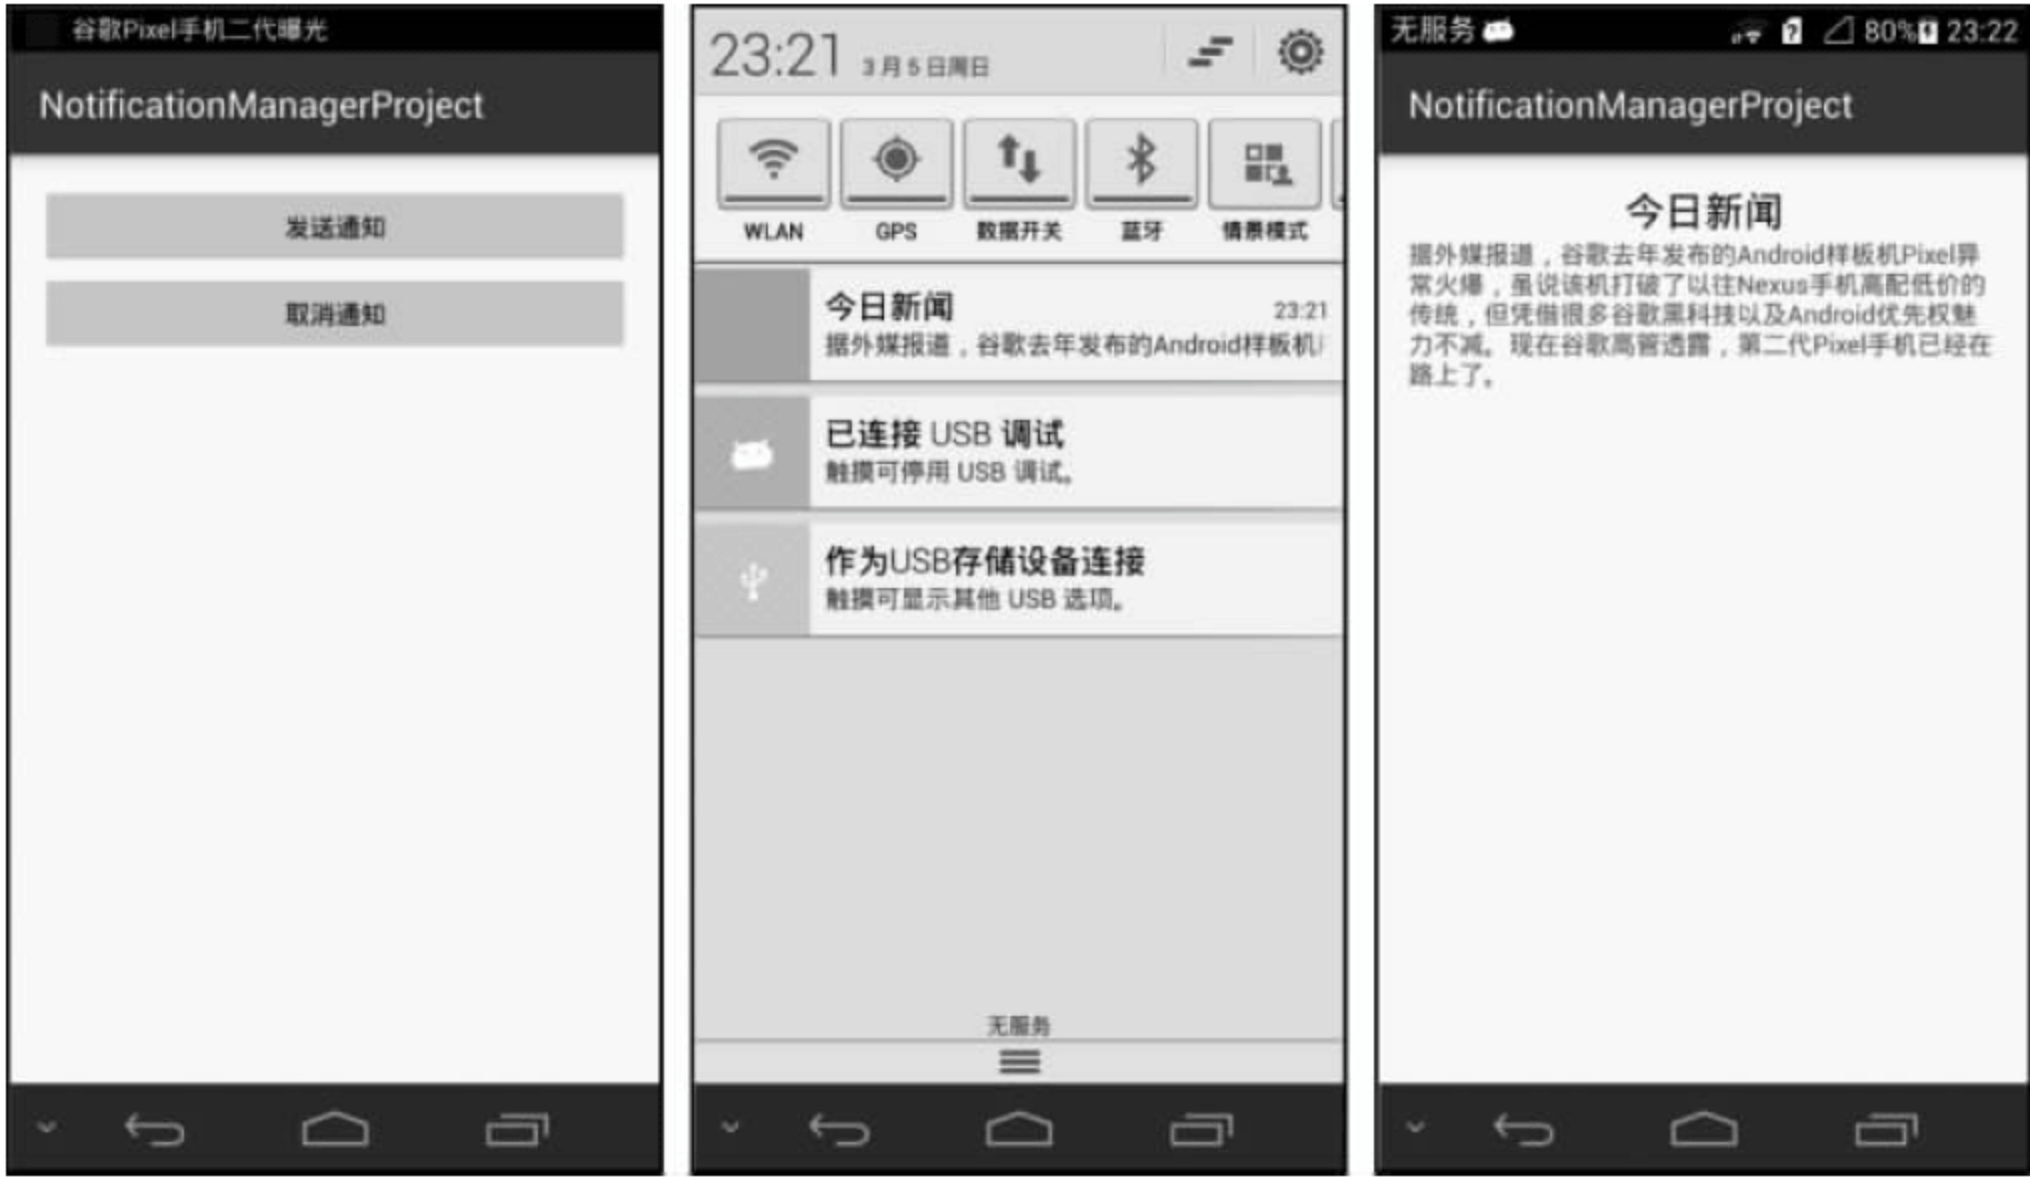 谷歌Pixel手机二代曝光
NotificationManagerProject
发送通知
取消通知
23:21 3月5日周日
WLAN GPS 数据开关 蓝牙 情景模式
今日新闻 23:21
据外媒报道，谷歌去年发布的Android样板机
已连接 USB 调试
触摸可停用 USB 调试。
作为USB存储设备连接
触摸可显示其他 USB 选项。
无服务
无服务 80% 23:22
NotificationManagerProject
今日新闻
据外媒报道，谷歌去年发布的Android样板机Pixel异
常火爆，虽说该机打破了以往Nexus手机高配低价的
传统，但凭借很多谷歌黑科技以及Android优先权魅
力不减。现在谷歌高管透露，第二代Pixel手机已经在
路上了。